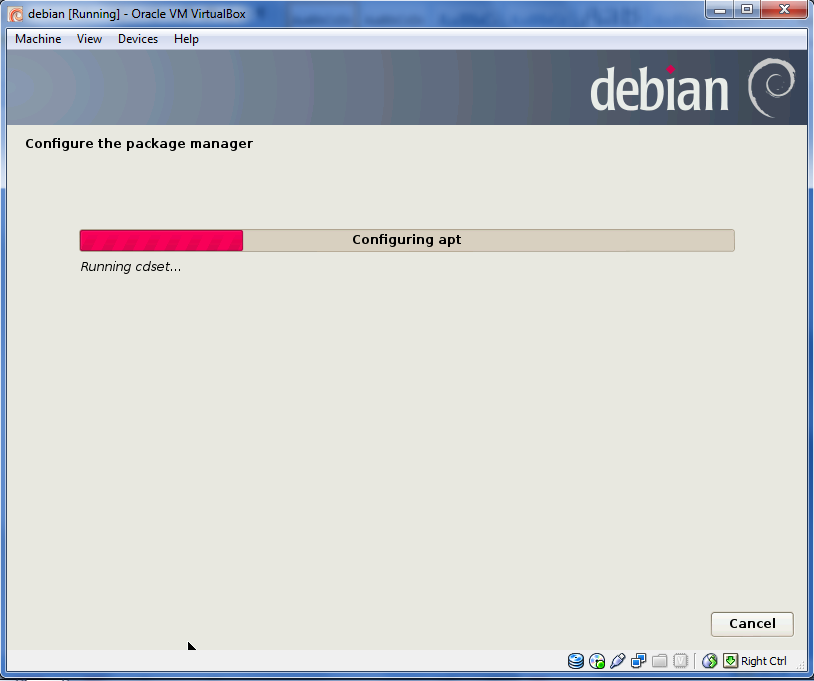 debian [Running] - Oracle VM VirtualBox
Machine View Devices Help
debian
Configure the package manager
Configuring apt
Running cdset...
Cancel
Right Ctrl